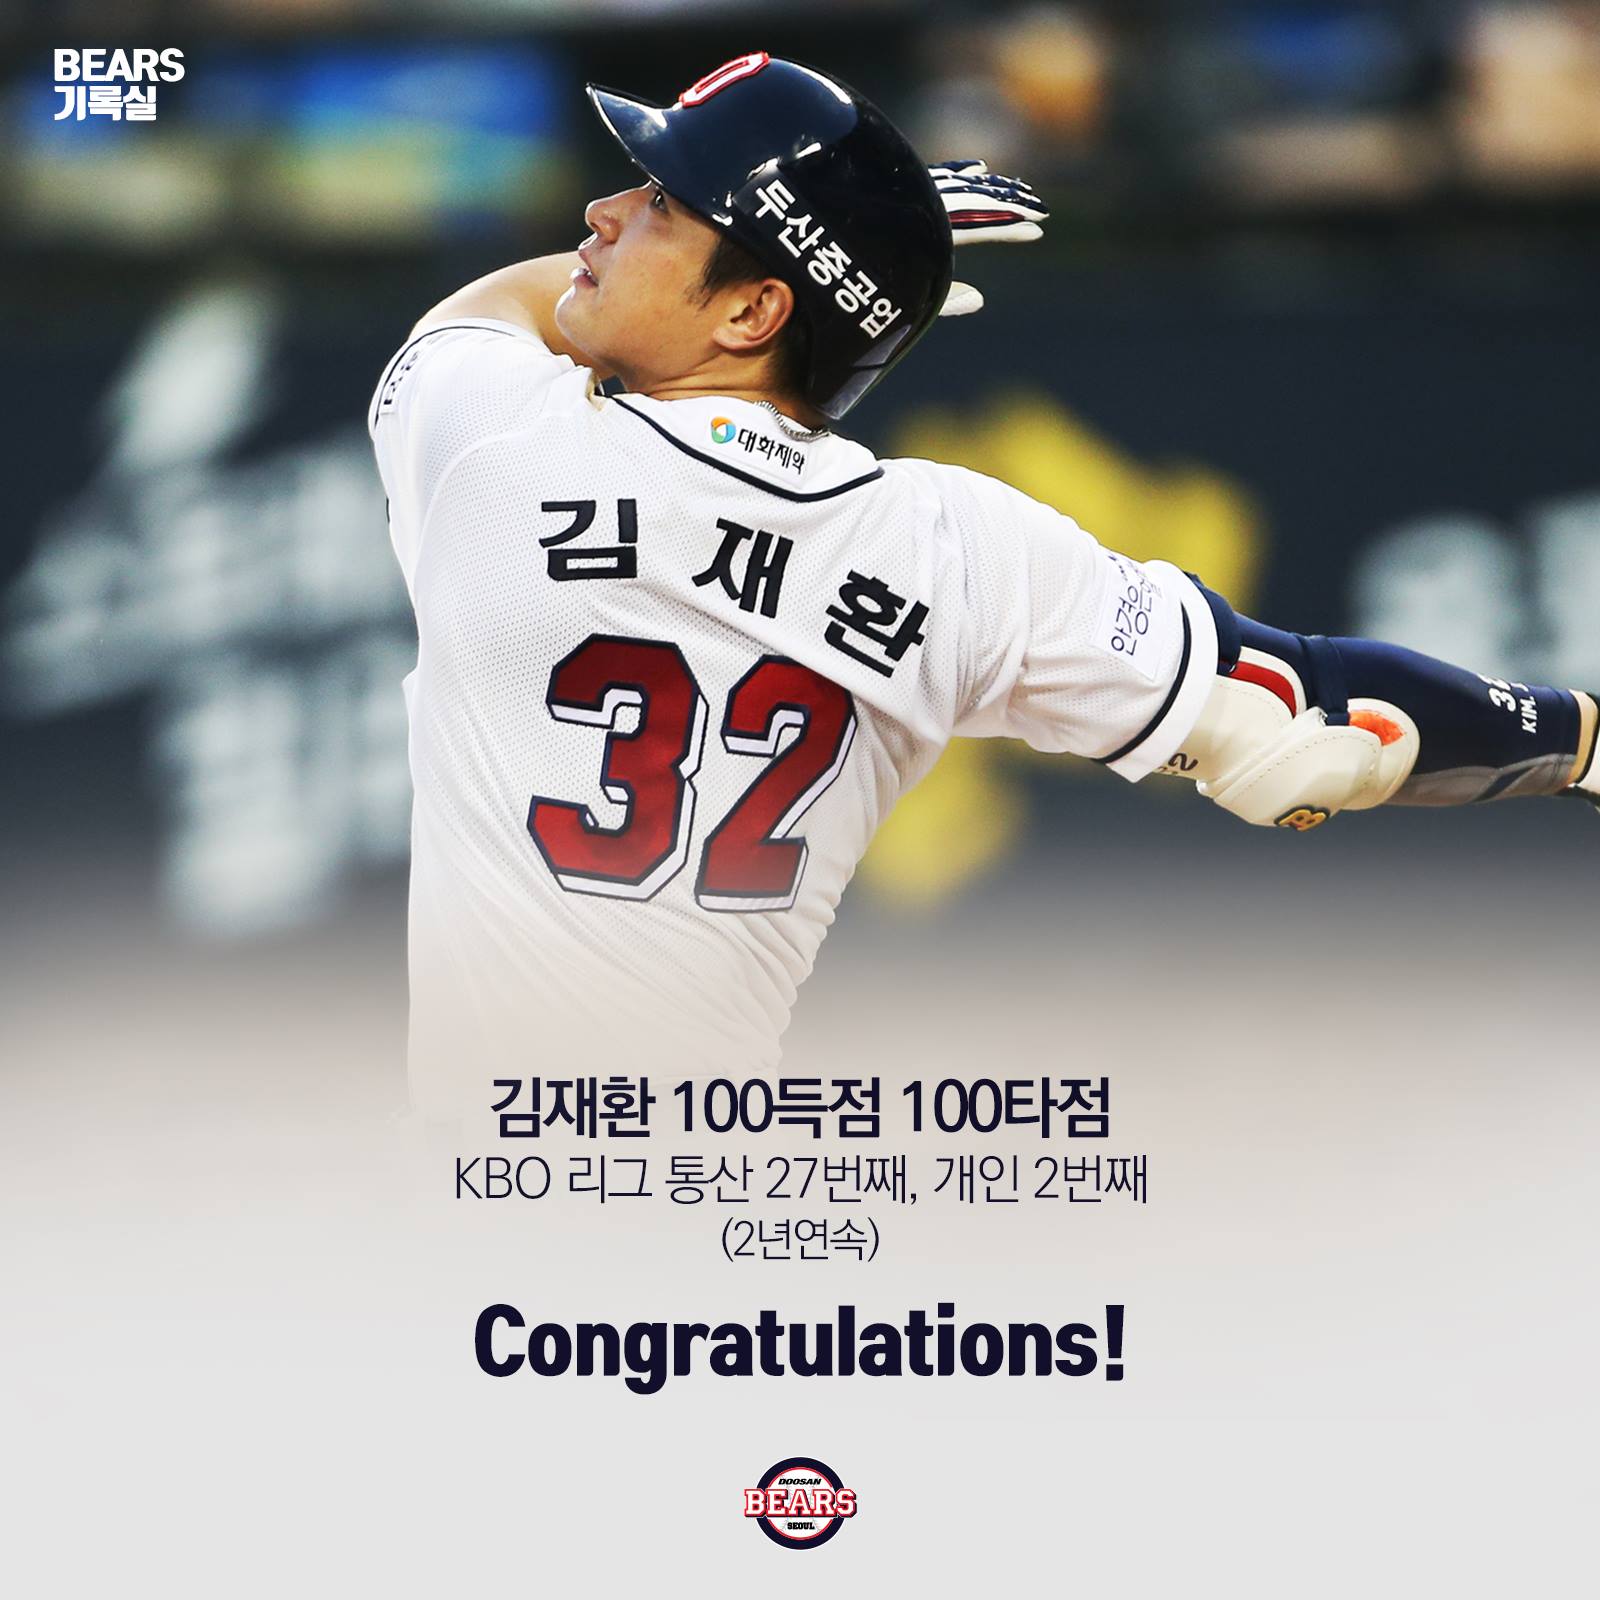 BEARS
기록실
두산중공업
대화제약
김재환
32
KIM.
김재환 100득점 100타점
KBO 리그 통산 27번째, 개인 2번째
(2년연속)
Congratulations!
DOOSAN
BEARS
SEOUL